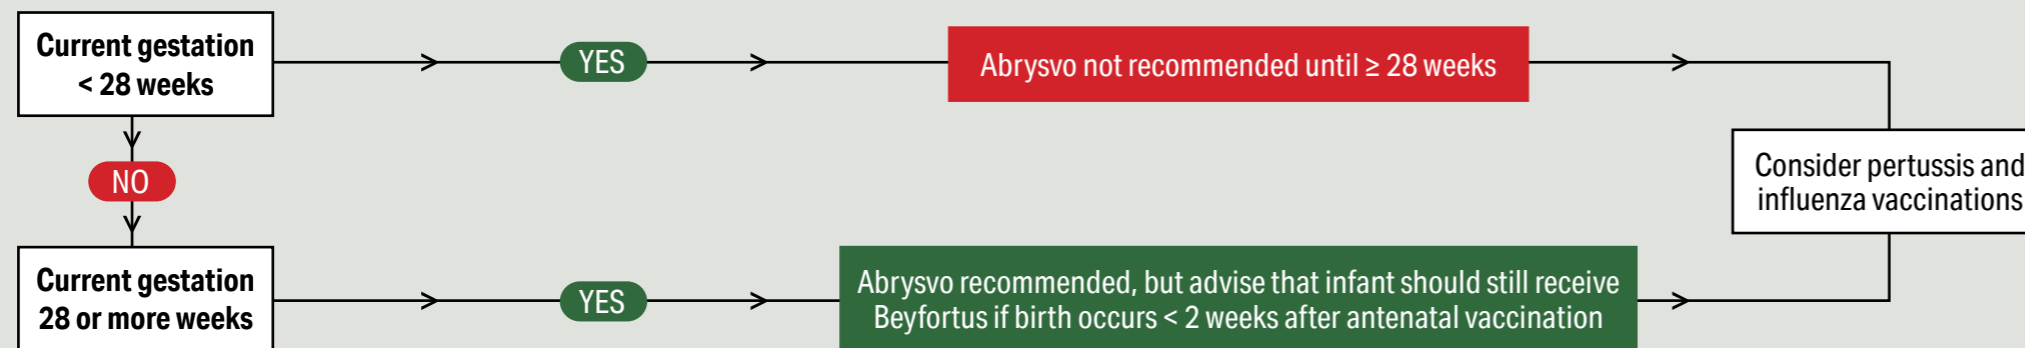 Current gestation
< 28 weeks
YES
Abrysvo not recommended until ≥ 28 weeks
Consider pertussis and
influenza vaccinations
NO
Current gestation
28 or more weeks
YES
Abrysvo recommended, but advise that infant should still receive
Beyfortus if birth occurs < 2 weeks after antenatal vaccination